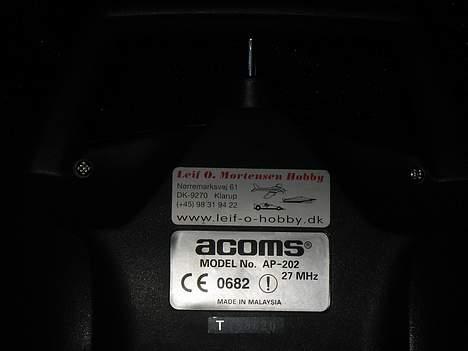 Leif O. Mortensen Hobby
Nørremarksvej 61
DK-9270 Klarup
(+45) 98 31 94 22
www.leif-o-hobby.dk
acoms®
MODEL No. AP-202
27 MHz
CE 0682 !
MADE IN MALAYSIA
T